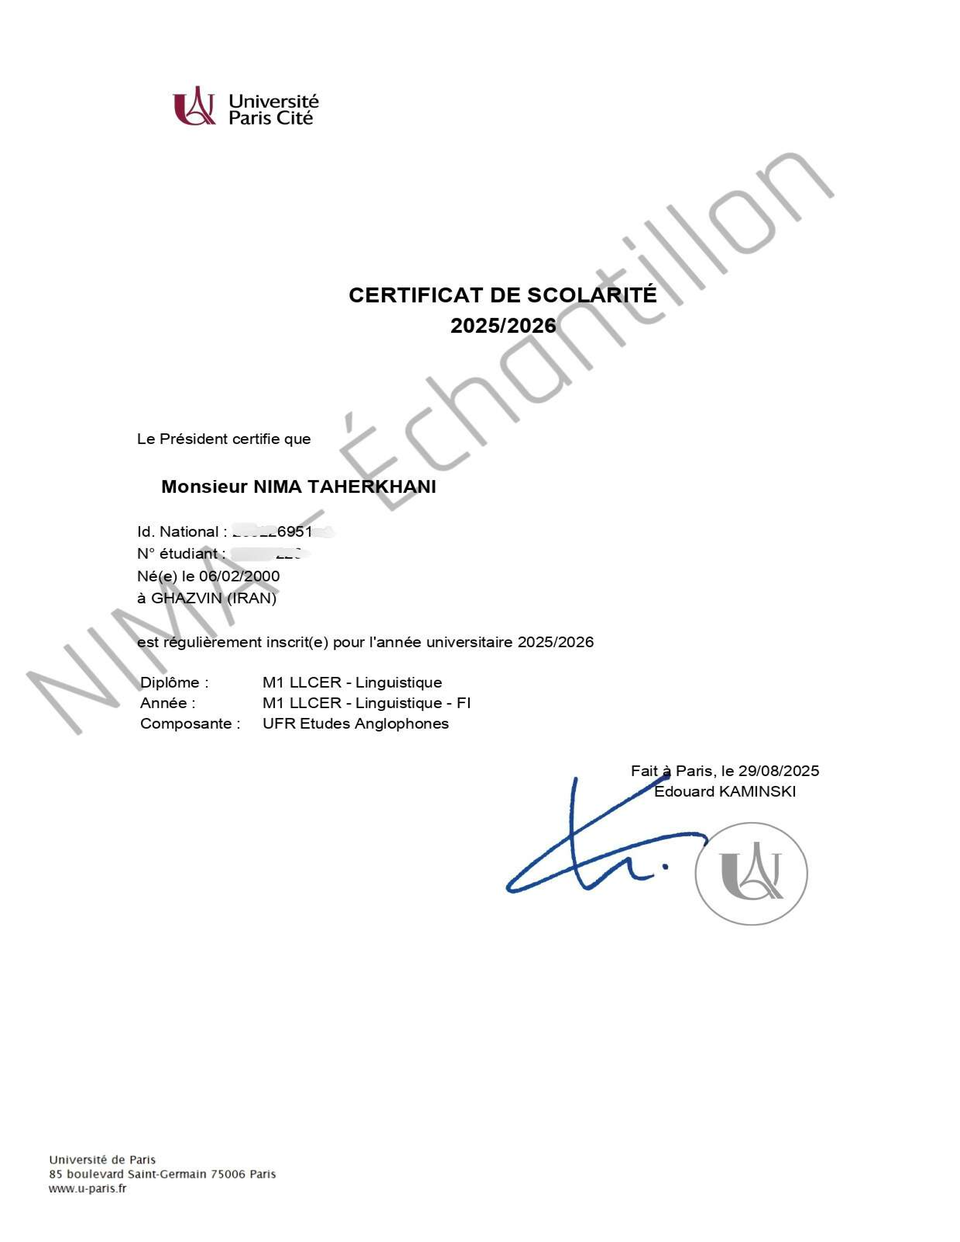 Université
Paris Cité
NIMA - Échantillon
CERTIFICAT DE SCOLARITÉ
2025/2026
Le Président certifie que
Monsieur NIMA TAHERKHANI
Id. National : 6951
N° étudiant :
Né(e) le 06/02/2000
à GHAZVIN (IRAN)
est régulièrement inscrit(e) pour l'année universitaire 2025/2026
Diplôme : M1 LLCER - Linguistique
Année : M1 LLCER - Linguistique - FI
Composante : UFR Etudes Anglophones
Fait à Paris, le 29/08/2025
Edouard KAMINSKI
Université de Paris
85 boulevard Saint-Germain 75006 Paris
www.u-paris.fr